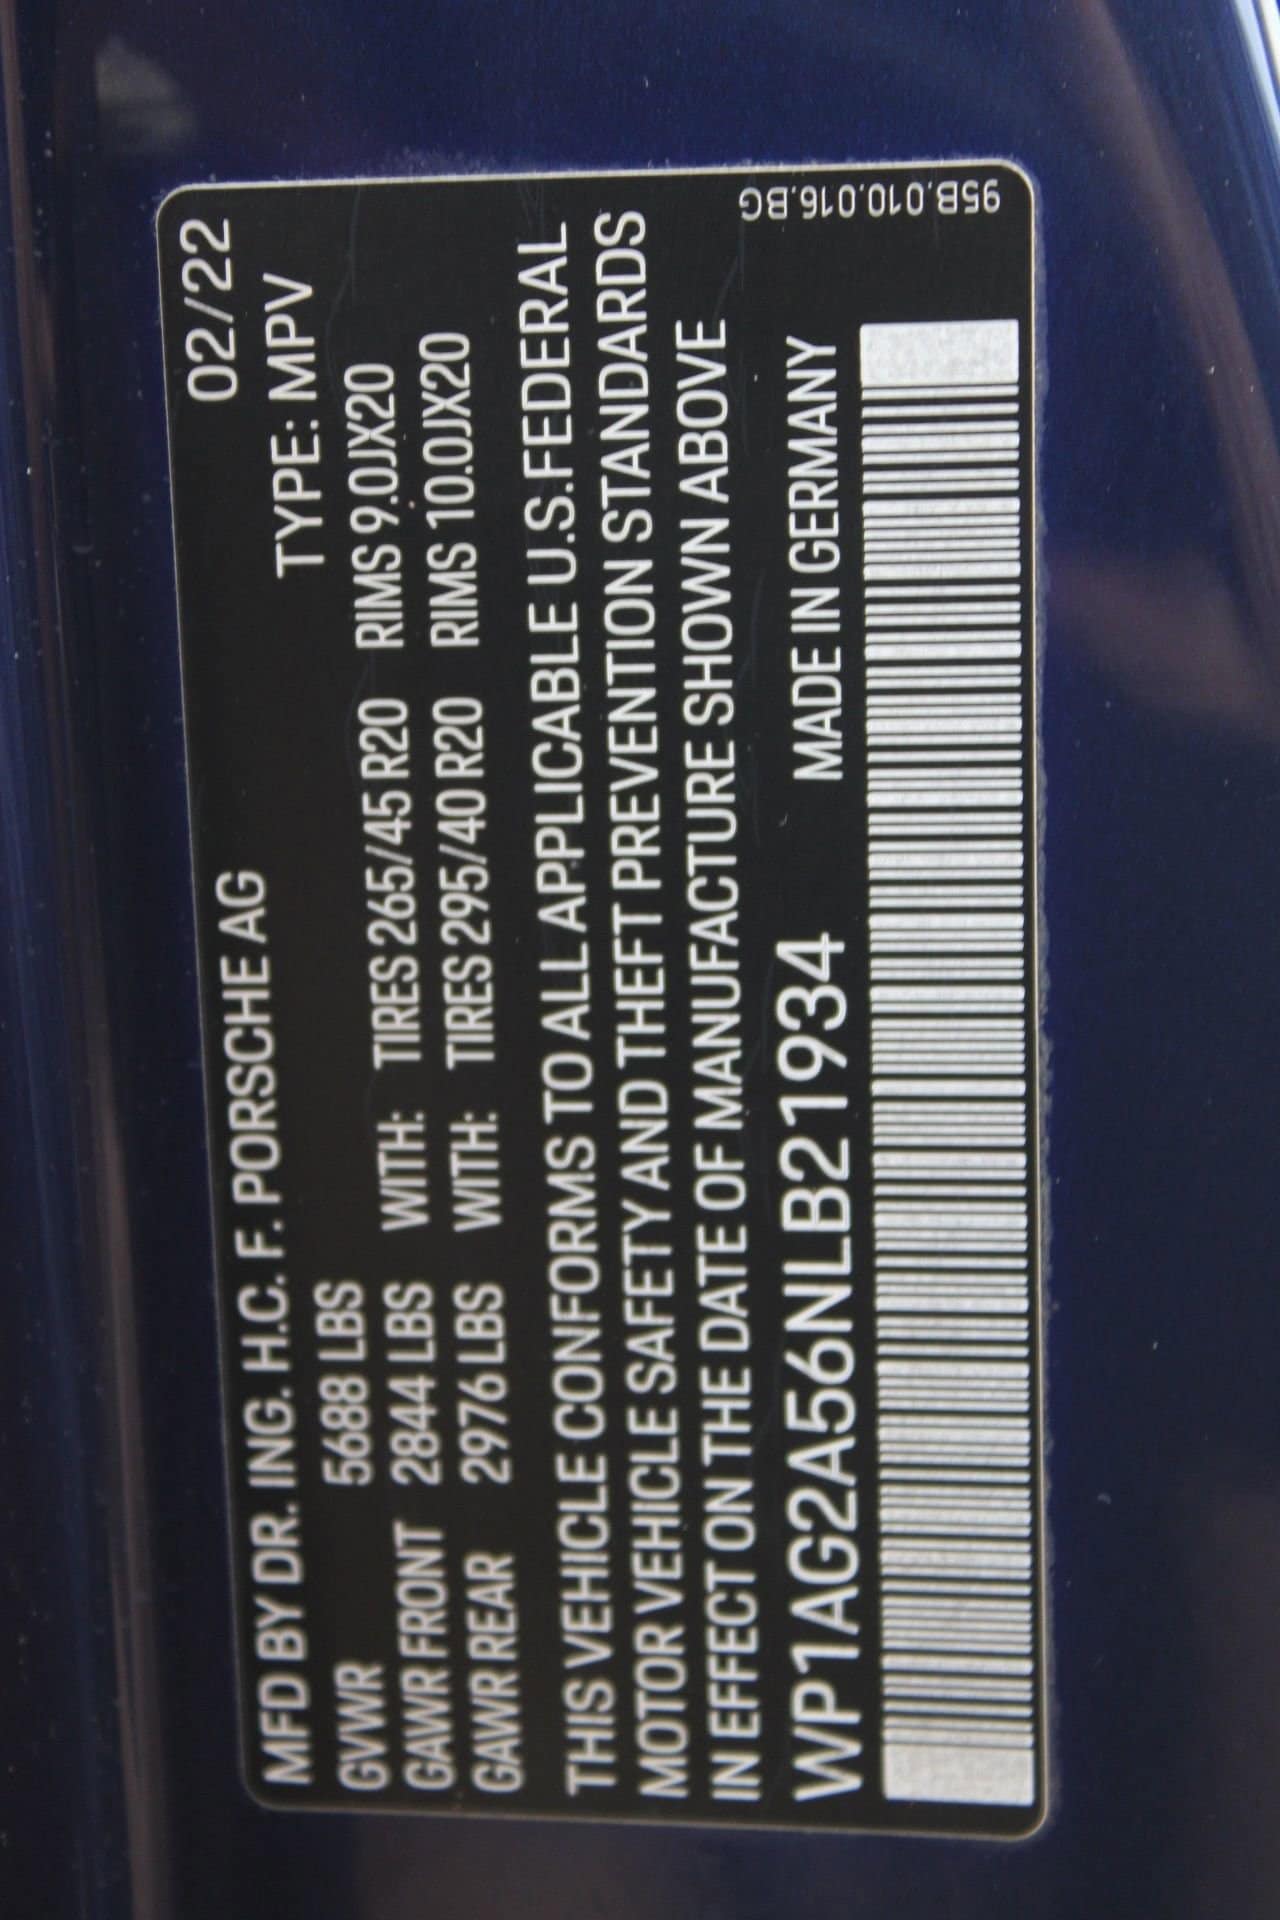 MFD BY DR. ING. H.C. F. PORSCHE AG 02/22
GVWR 5688 LBS TYPE: MPV
GAWR FRONT 2844 LBS WITH: TIRES 265/45 R20 RIMS 9.0JX20
GAWR REAR 2976 LBS WITH: TIRES 295/40 R20 RIMS 10.0JX20
THIS VEHICLE CONFORMS TO ALL APPLICABLE U.S.FEDERAL
MOTOR VEHICLE SAFETY AND THEFT PREVENTION STANDARDS
IN EFFECT ON THE DATE OF MANUFACTURE SHOWN ABOVE
WP1AG2A56NLB21934 MADE IN GERMANY
95B.010.016.BG